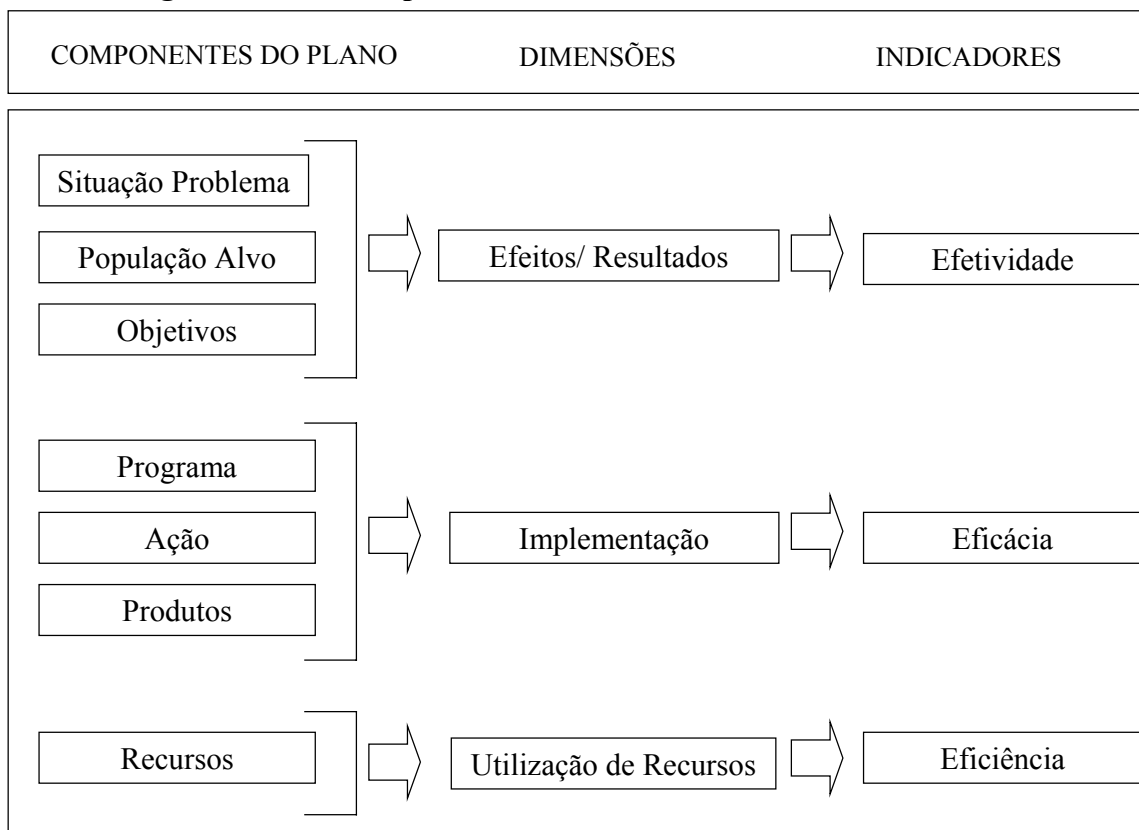 COMPONENTES DO PLANO DIMENSÕES INDICADORES
Situação Problema
População Alvo
Objetivos
Efeitos/ Resultados
Efetividade
Programa
Ação
Produtos
Implementação
Eficácia
Recursos
Utilização de Recursos
Eficiência